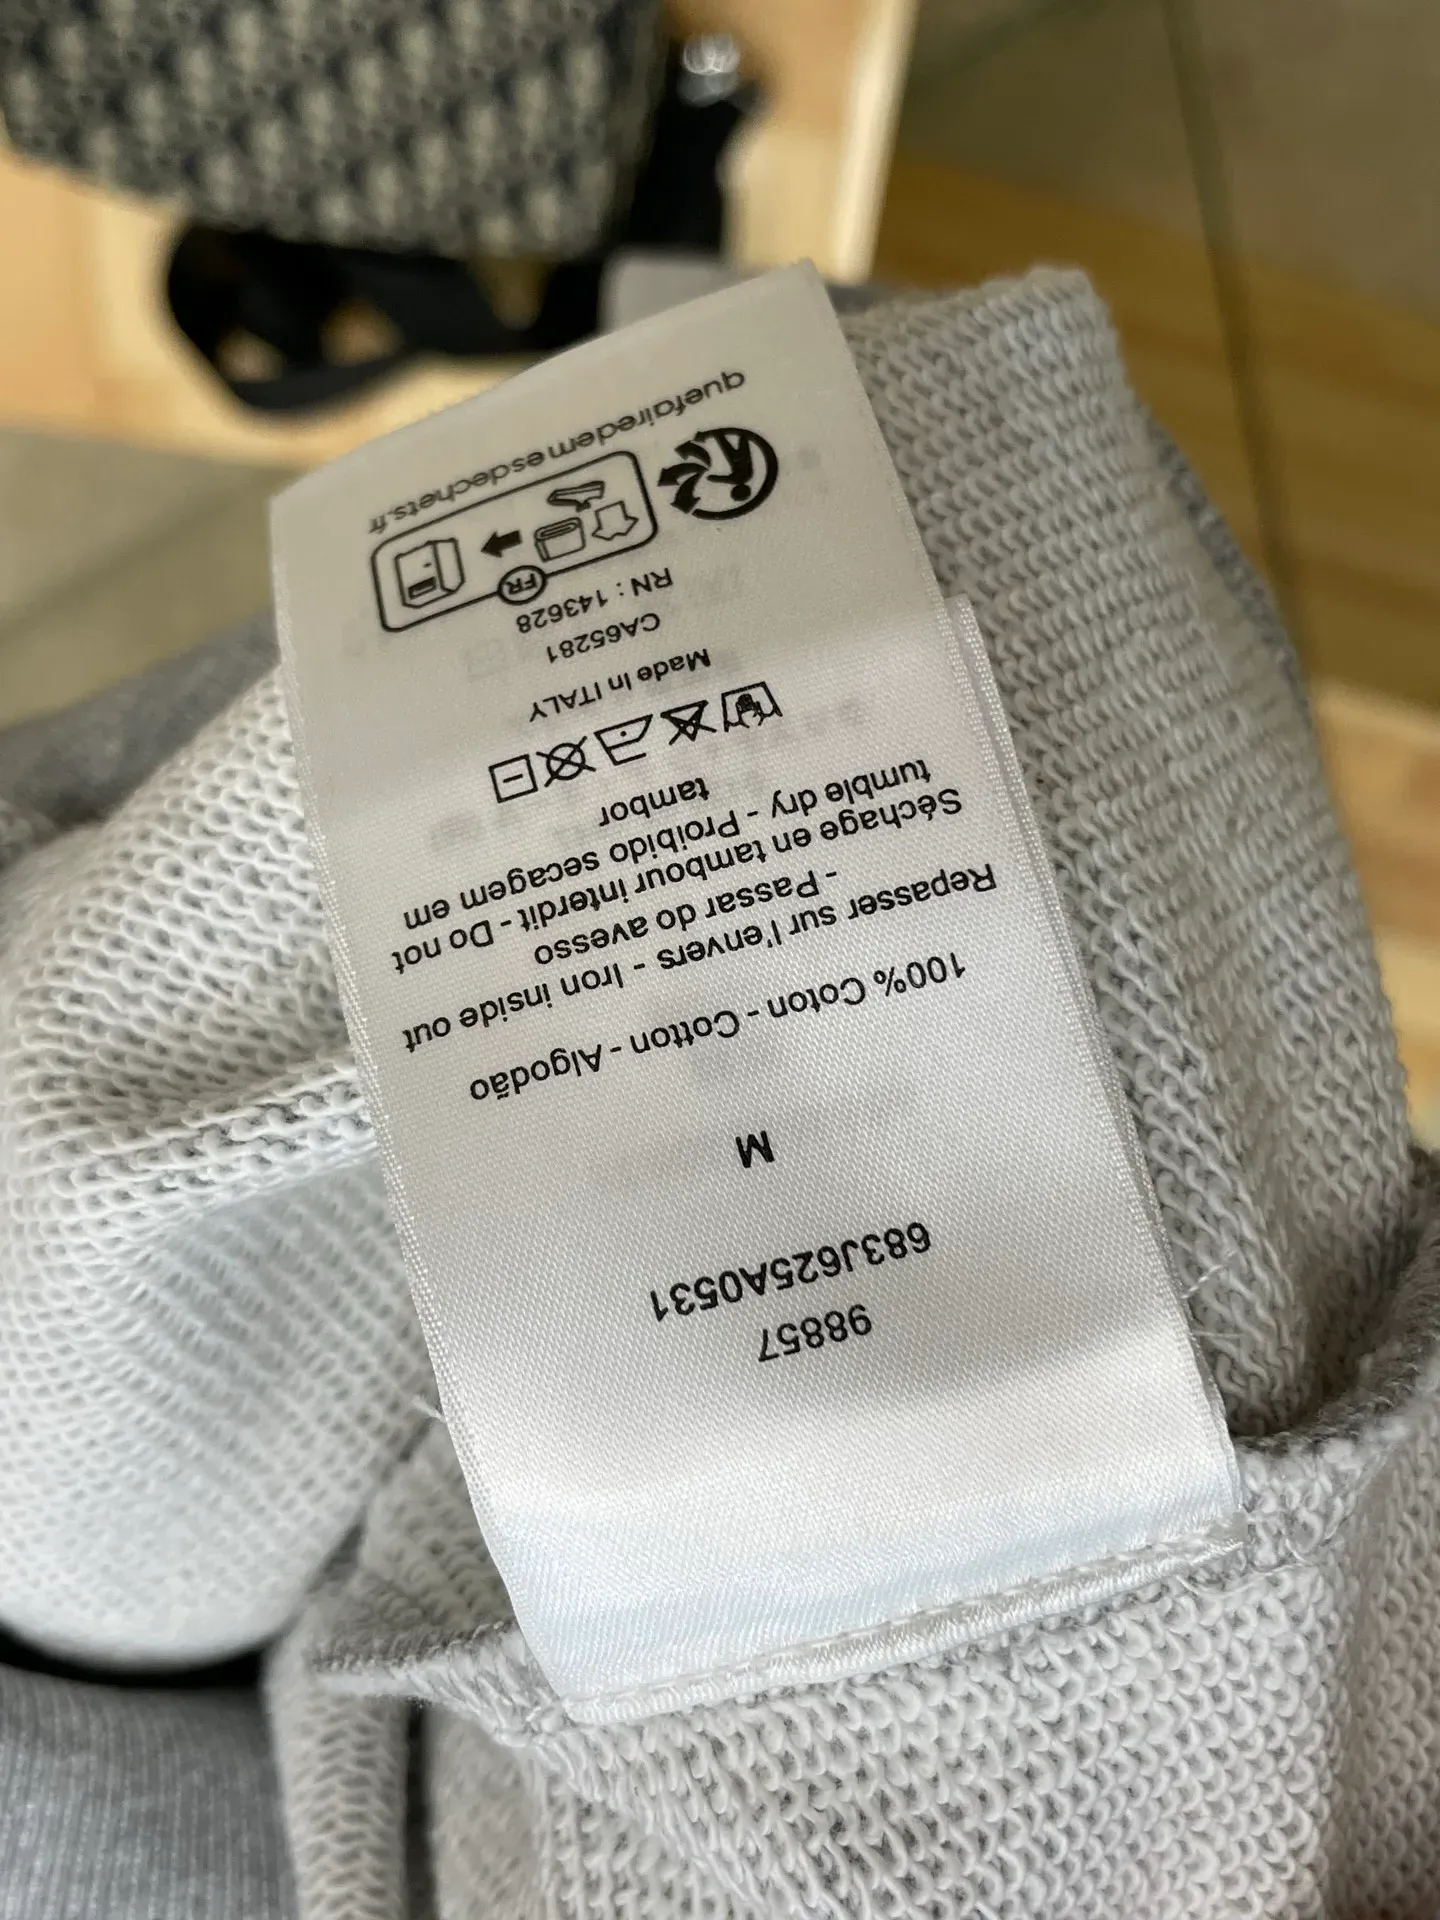 98857
683J625A0531
M
100% Coton - Cotton - Algodão
Repasser sur l'envers - Iron inside out
- Passar do avesso
Séchage en tambour interdit - Do not
tumble dry - Proibido secagem em
tambor
Made In ITALY
CA65281
RN : 143628
FR
quefairedemesdechets.fr